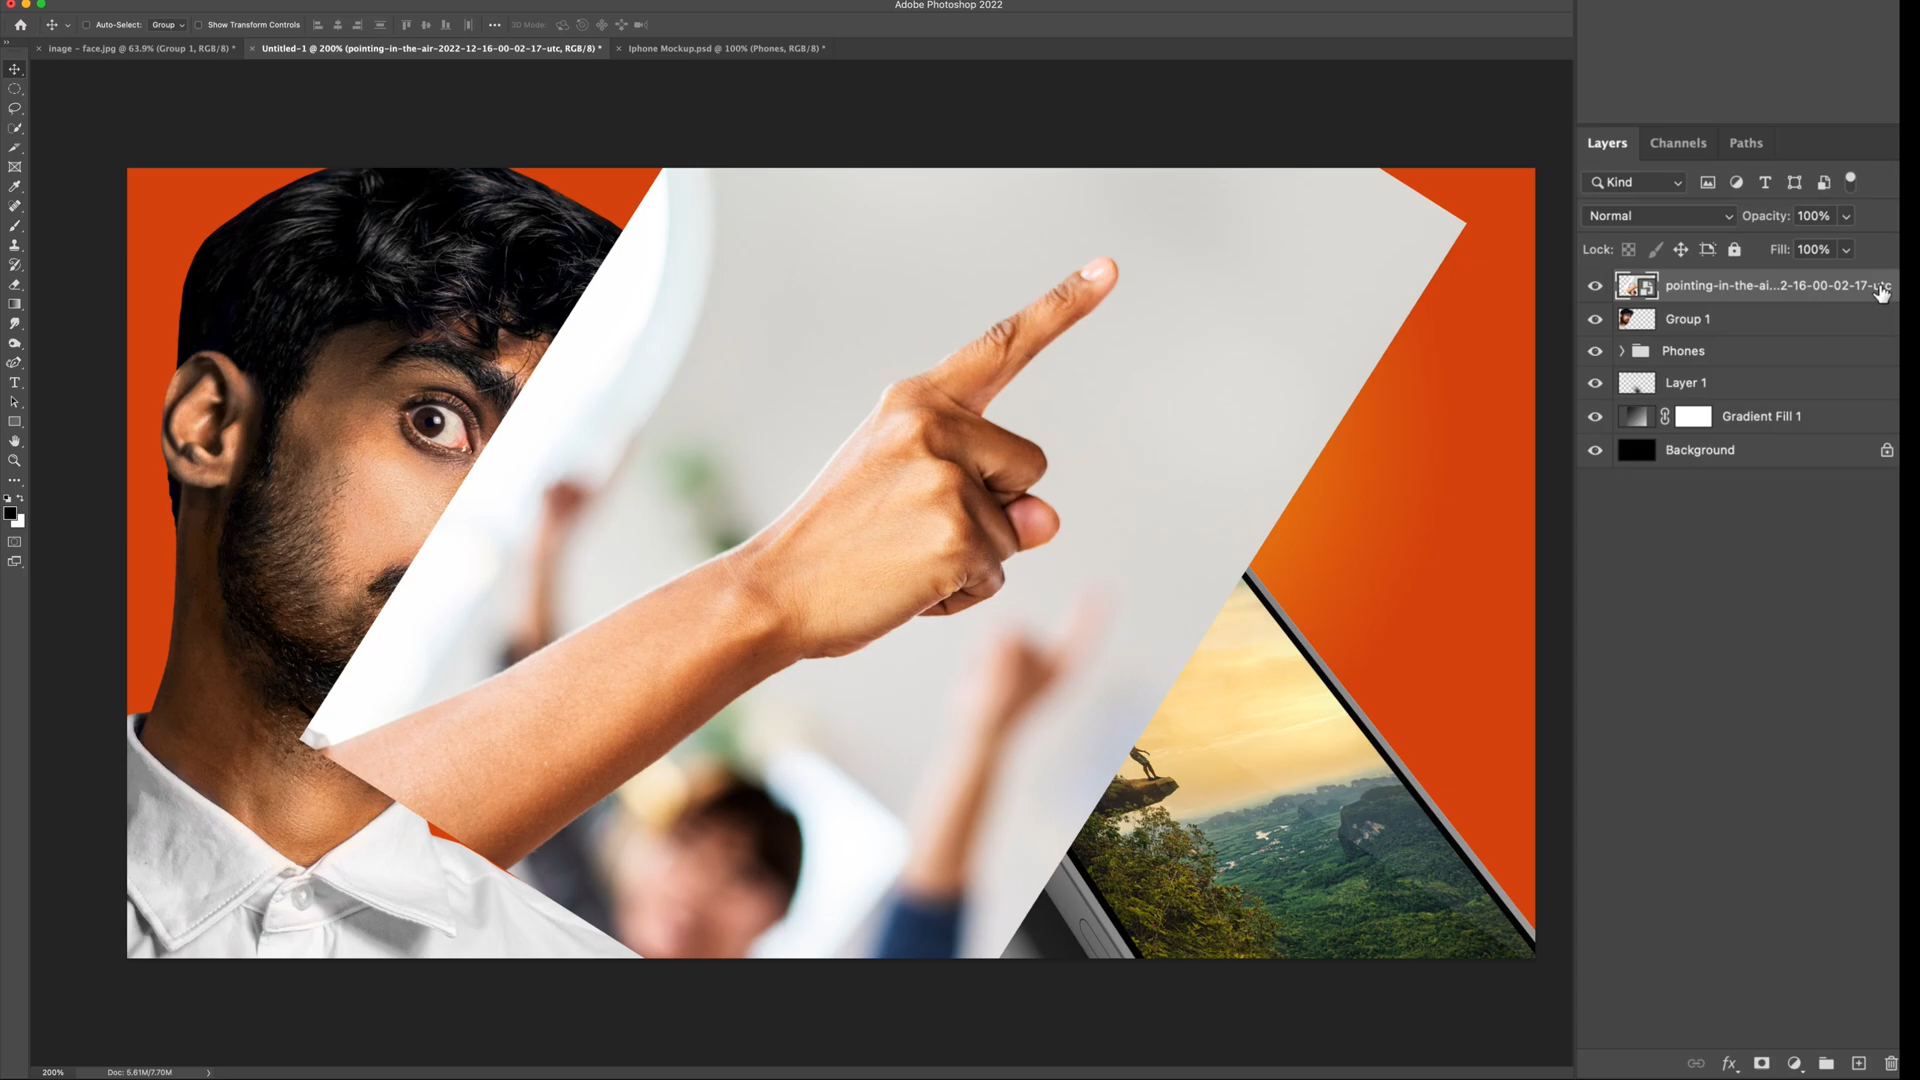 Adobe Photoshop 2022
Auto-Select: Group Show Transform Controls 3D Mode:
image - face.jpg @ 63.9% (Group 1, RGB/8) * Untitled-1 @ 200% (pointing-in-the-air-2022-12-16-00-02-17-utc, RGB/8) * Iphone Mockup.psd @ 100% (Phones, RGB/8) *
Layers Channels Paths
Kind
Normal Opacity: 100%
Lock: Fill: 100%
pointing-in-the-ai...2-16-00-02-17-utc
Group 1
Phones
Layer 1
Gradient Fill 1
Background
fx
200% Doc: 5.61M/7.70M